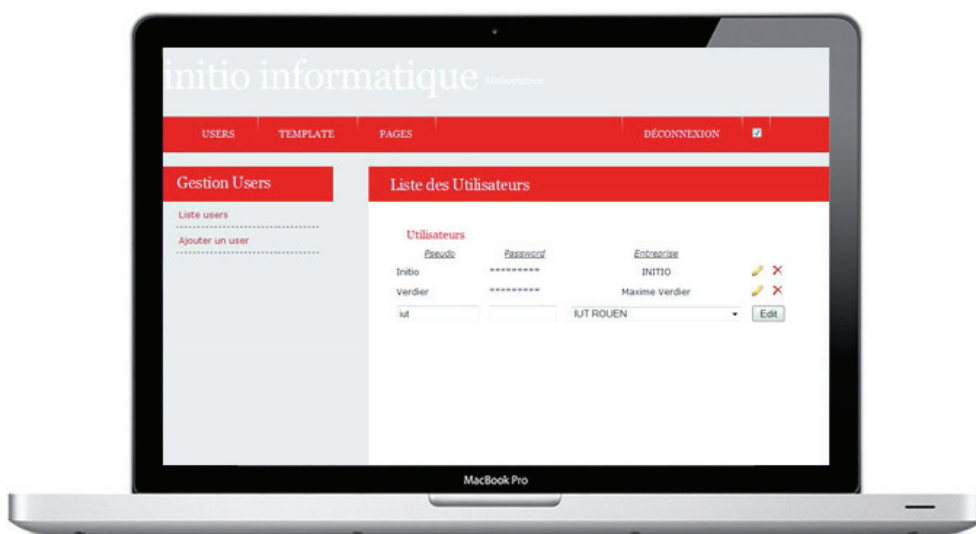 initio informatique Maintenance
USERS TEMPLATE PAGES DÉCONNEXION
Gestion Users
Liste users
Ajouter un user
Liste des Utilisateurs
Utilisateurs
Pseudo Password Entreprise
Initio ********* INITIO
Verdier ********* Maxime Verdier
iut IUT ROUEN Edit
MacBook Pro